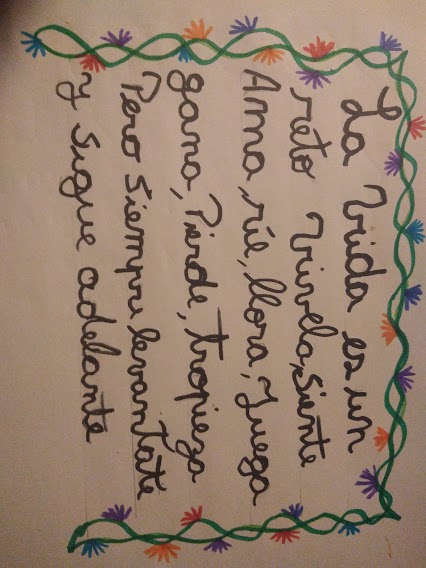 La Vida es un
reto Vivela, siente
Ama, ríe, llora, Juega
gana, Pierde, Tropieza
Pero siempre levantate
y sigue adelante